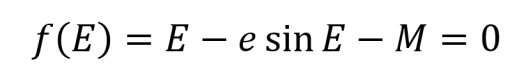 f(E) = E − e sin E − M = 0